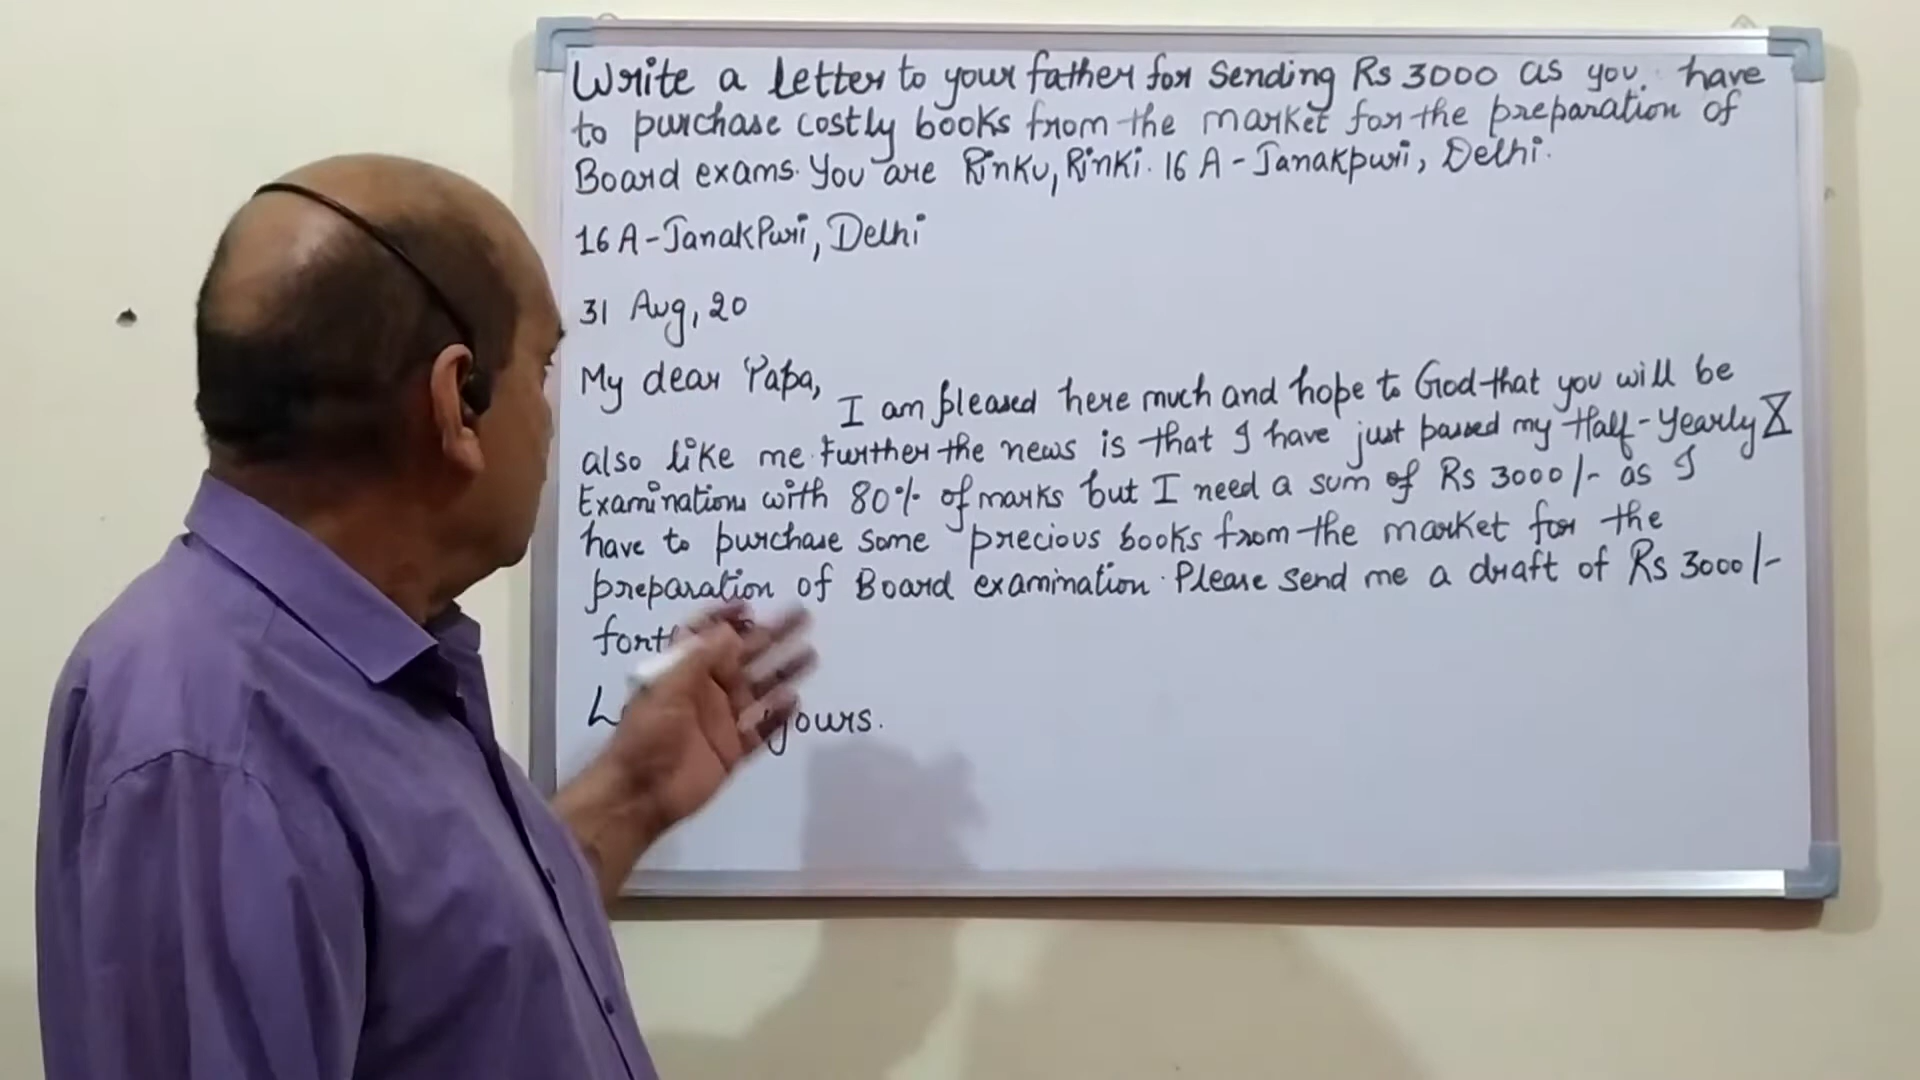 Write a letter to your father for sending Rs 3000 as you have
to purchase costly books from the market for the preparation of
Board exams. You are Rinku, Rinki. 16 A - Janakpuri, Delhi.
16 A - JanakPuri, Delhi
31 Aug, 20
My dear Papa,
I am pleased here much and hope to God that you will be
also like me. Further the news is that I have just passed my Half-Yearly X
Examination with 80% of marks but I need a sum of Rs 3000/- as I
have to purchase some precious books from the market for the
preparation of Board examination. Please send me a draft of Rs 3000/-
yours.